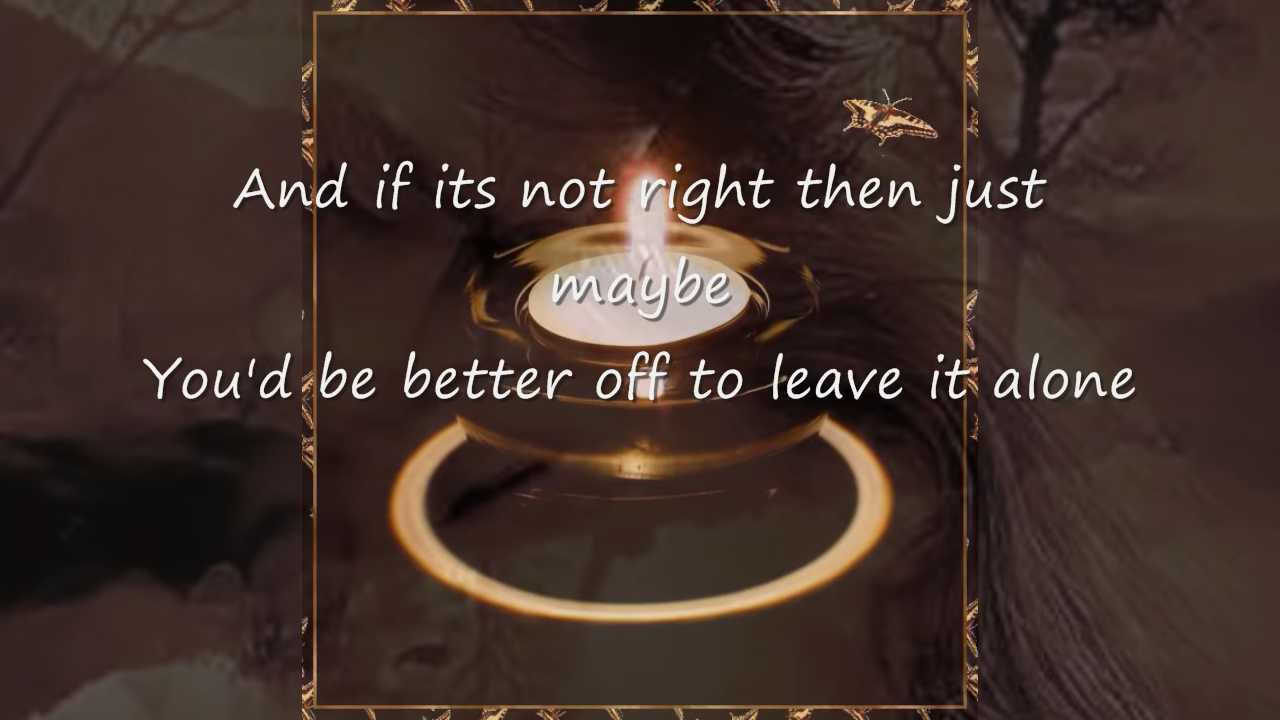 And if its not right then just
maybe
You'd be better off to leave it alone